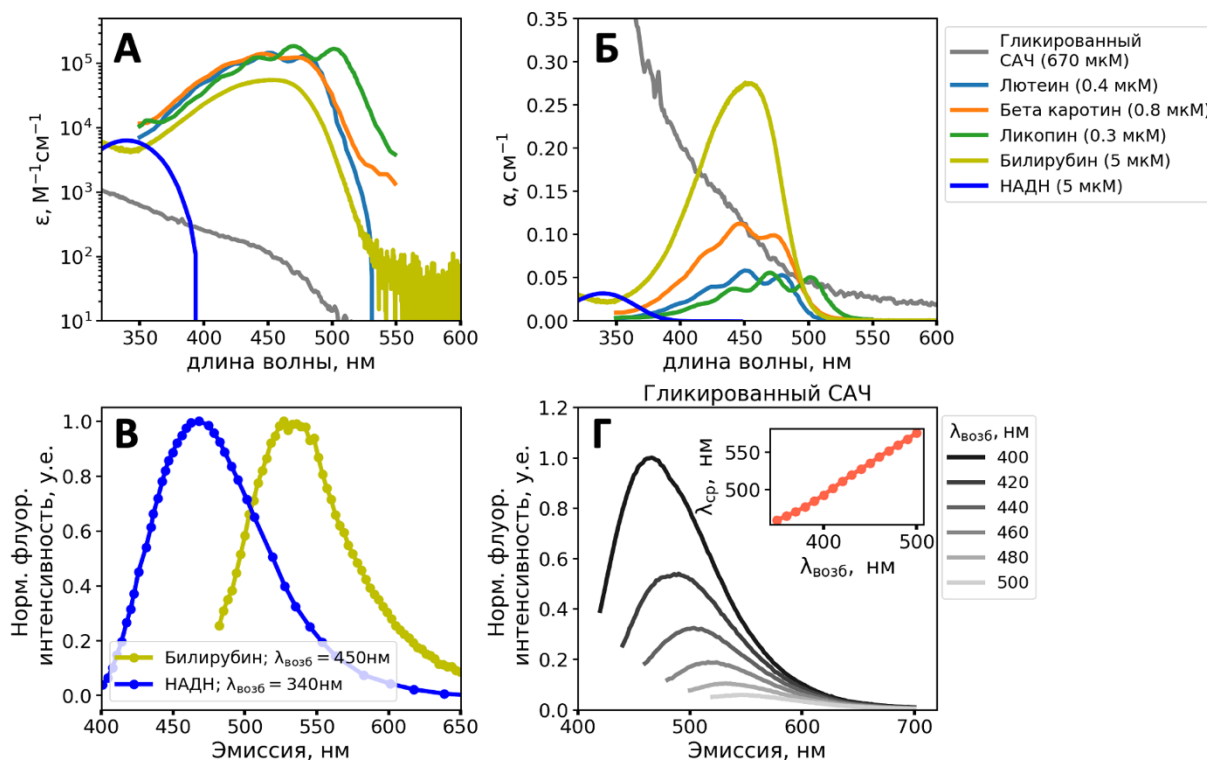 А
ε, М⁻¹см⁻¹
10⁵
10⁴
10³
10²
10¹
350 400 450 500 550 600
длина волны, нм
Б
α, см⁻¹
0.35
0.30
0.25
0.20
0.15
0.10
0.05
0.00
350 400 450 500 550 600
длина волны, нм
Гликированный
САЧ (670 мкМ)
Лютеин (0.4 мкМ)
Бета каротин (0.8 мкМ)
Ликопин (0.3 мкМ)
Билирубин (5 мкМ)
НАДН (5 мкМ)
В
Норм. флуор.
интенсивность, у.е.
1.0
0.8
0.6
0.4
0.2
0.0
Билирубин; λвозб = 450нм
НАДН; λвозб = 340нм
400 450 500 550 600 650
Эмиссия, нм
Гликированный САЧ
Г
Норм. флуор.
интенсивность, у.е.
1.2
1.0
0.8
0.6
0.4
0.2
0.0
400 500 600 700
Эмиссия, нм
λср, нм
550
500
400 500
λвозб, нм
λвозб, нм
400
420
440
460
480
500